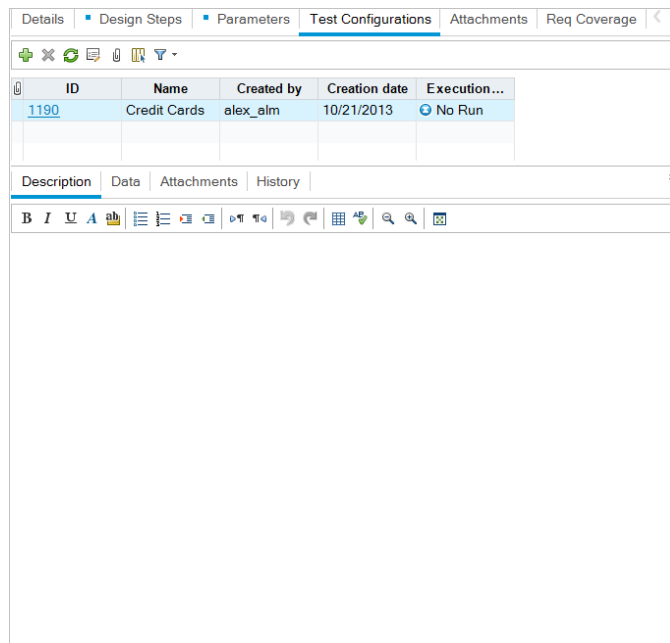 Details Design Steps Parameters Test Configurations Attachments Req Coverage
ID Name Created by Creation date Execution...
1190 Credit Cards alex_alm 10/21/2013 No Run
Description Data Attachments History
B I U A ab